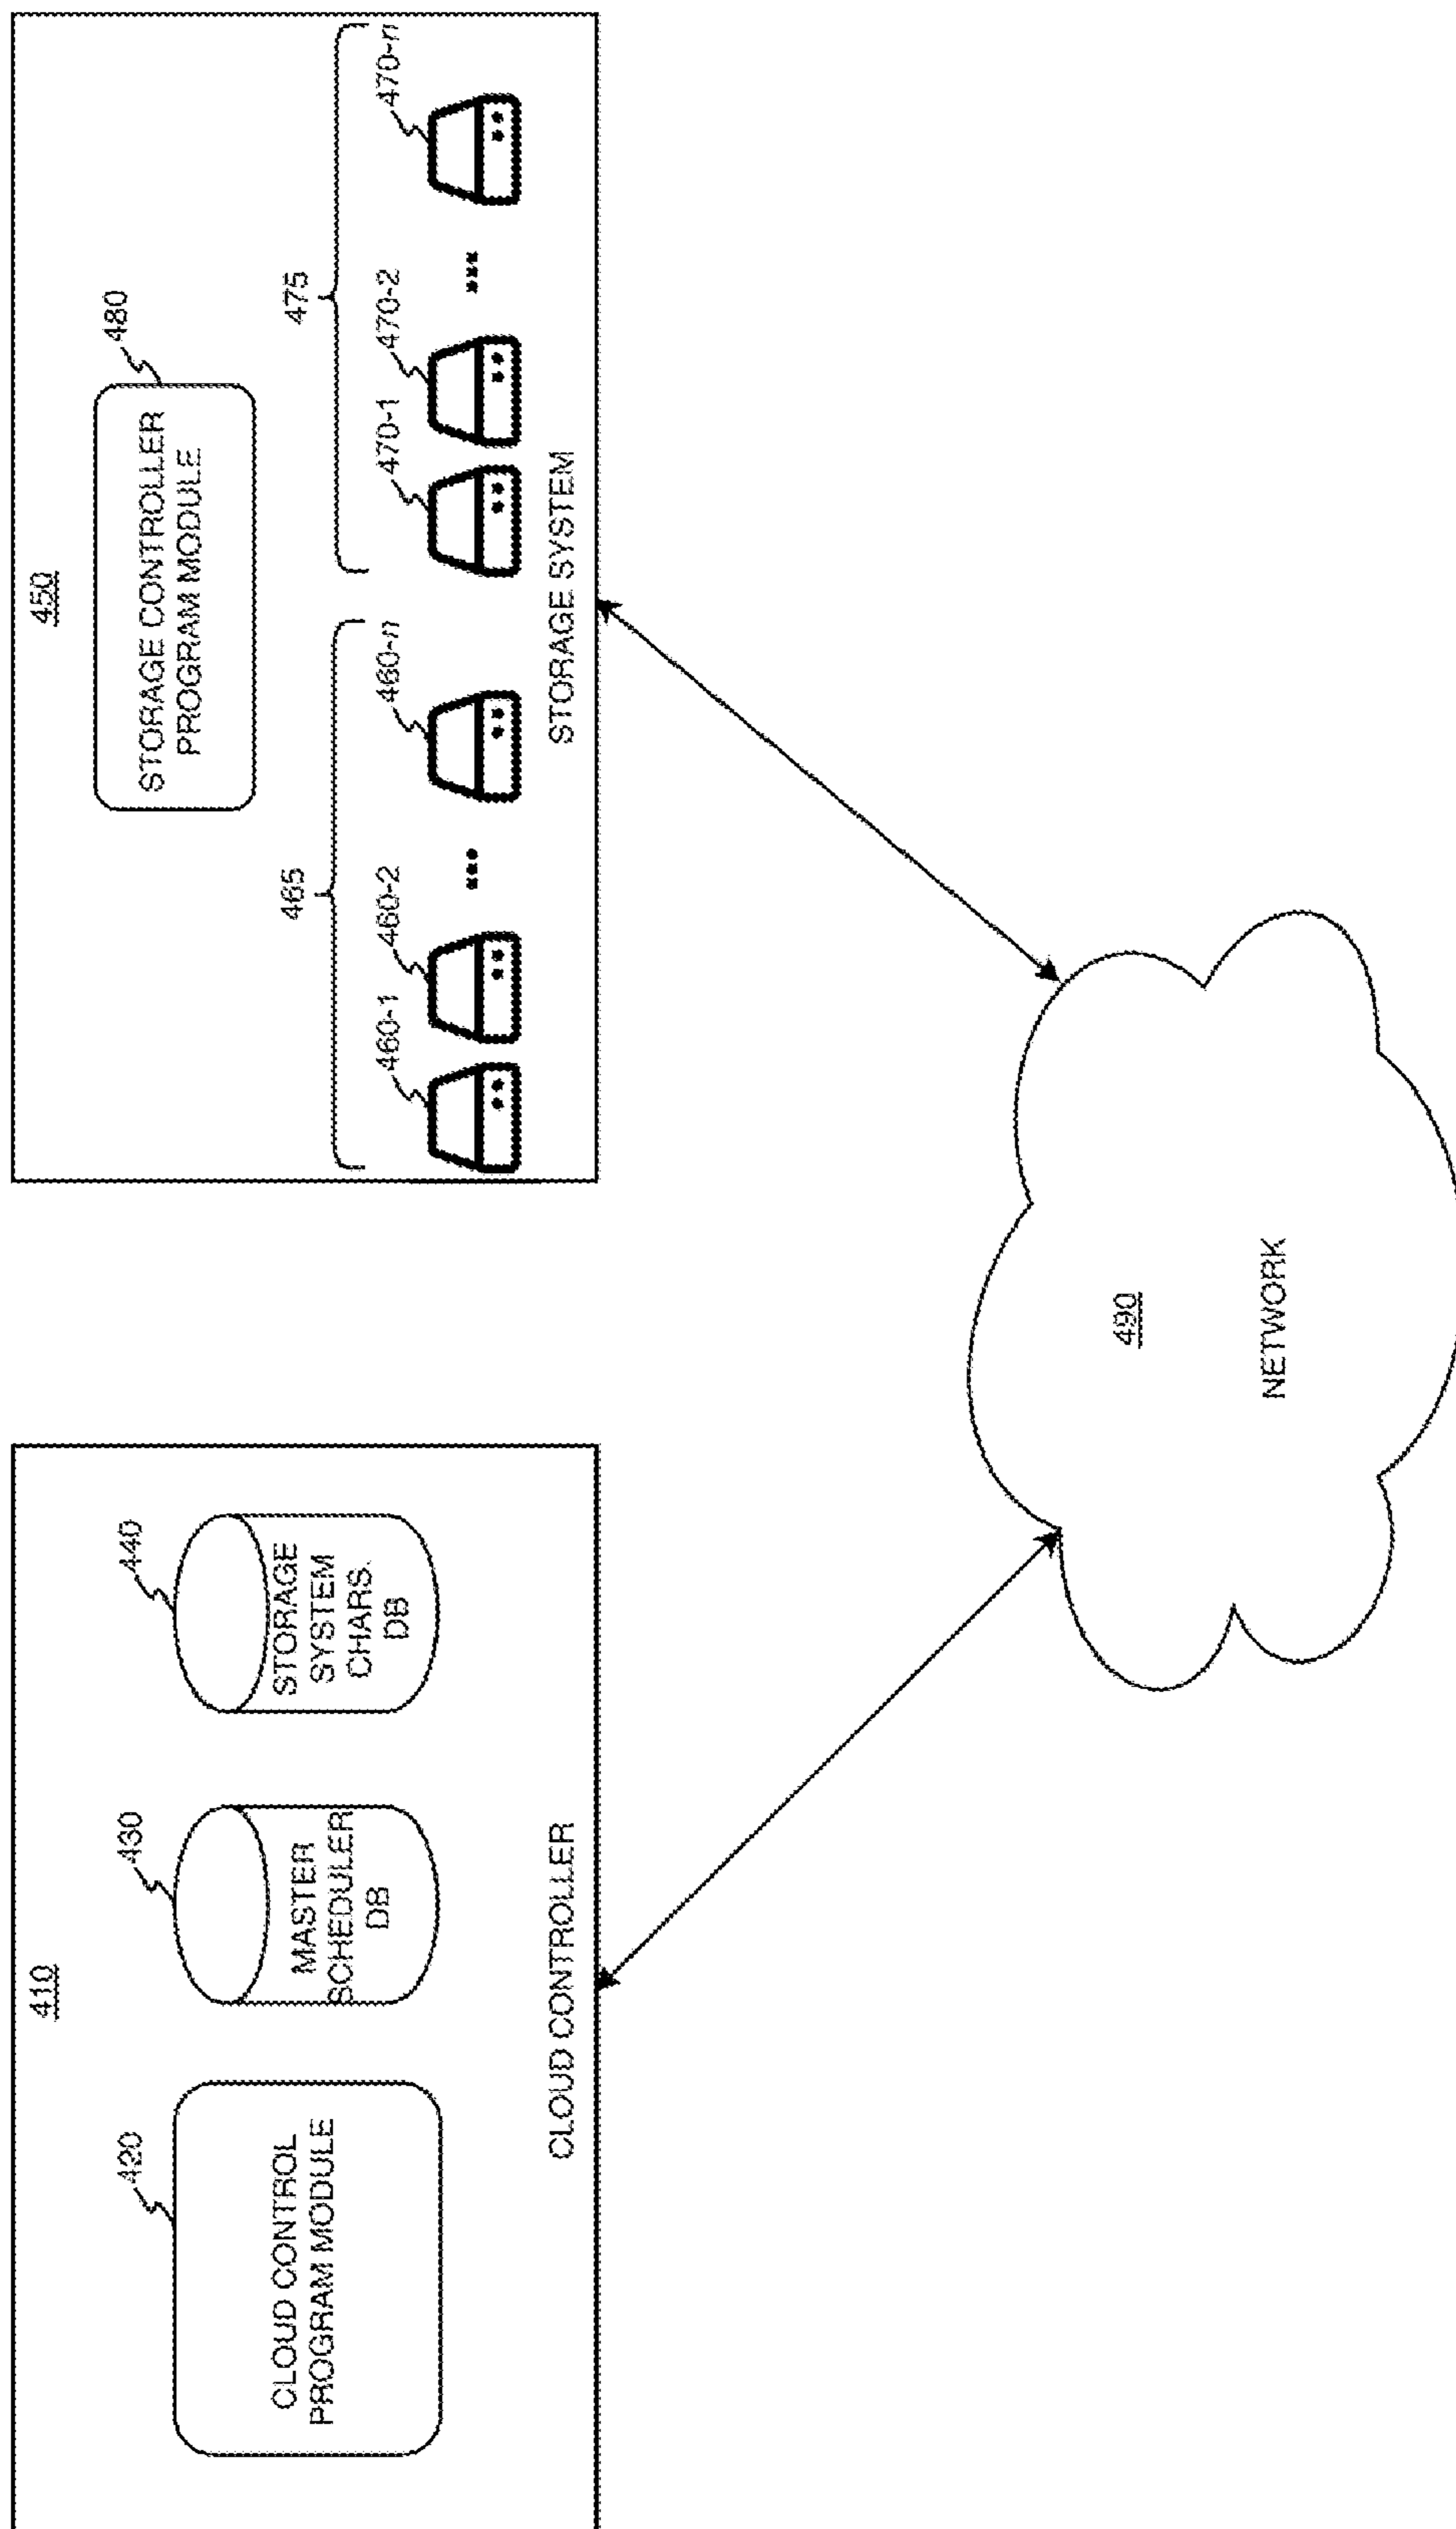 410
420
CLOUD CONTROL
PROGRAM MODULE
430
MASTER
SCHEDULER
DB
440
STORAGE
SYSTEM
CHARS.
DB
CLOUD CONTROLLER
450
STORAGE CONTROLLER
PROGRAM MODULE
480
465
475
460-1
460-2
460-n
470-1
470-2
470-n
STORAGE SYSTEM
490
NETWORK